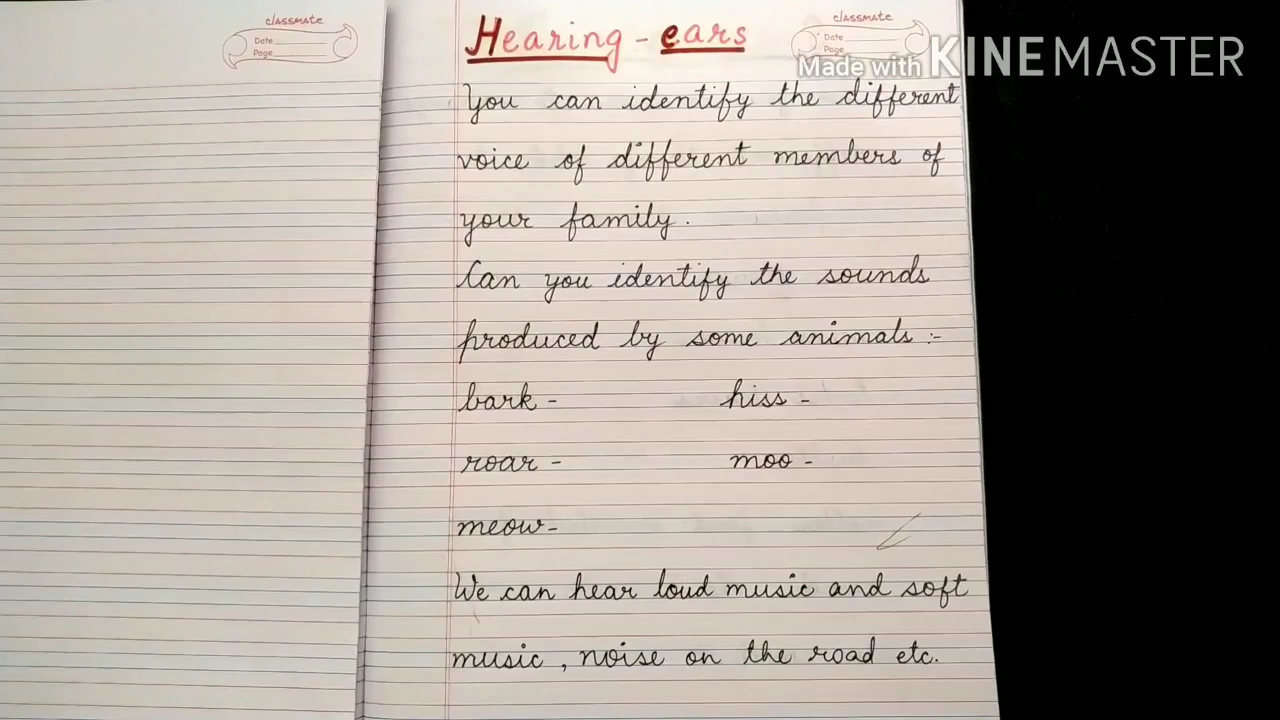 classmate
Date
Page
classmate
Date
Page
Made with KINEMASTER
Hearing - ears
You can identify the different
voice of different members of
your family.
Can you identify the sounds
produced by some animals :-
bark - hiss -
roar - moo -
meow-
We can hear loud music and soft
music, noise on the road etc.